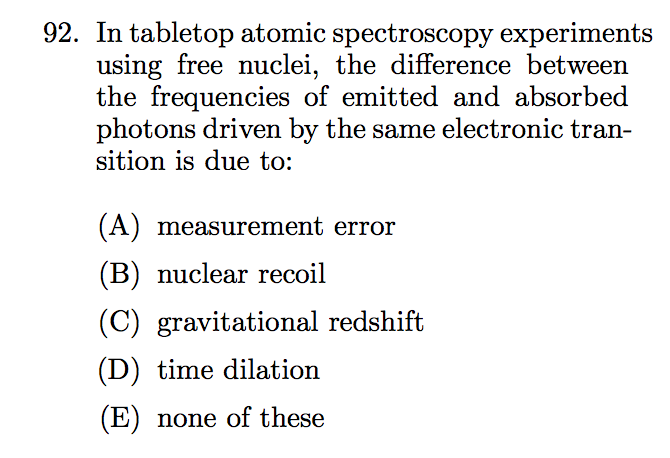 92. In tabletop atomic spectroscopy experiments
using free nuclei, the difference between
the frequencies of emitted and absorbed
photons driven by the same electronic tran-
sition is due to:
(A) measurement error
(B) nuclear recoil
(C) gravitational redshift
(D) time dilation
(E) none of these